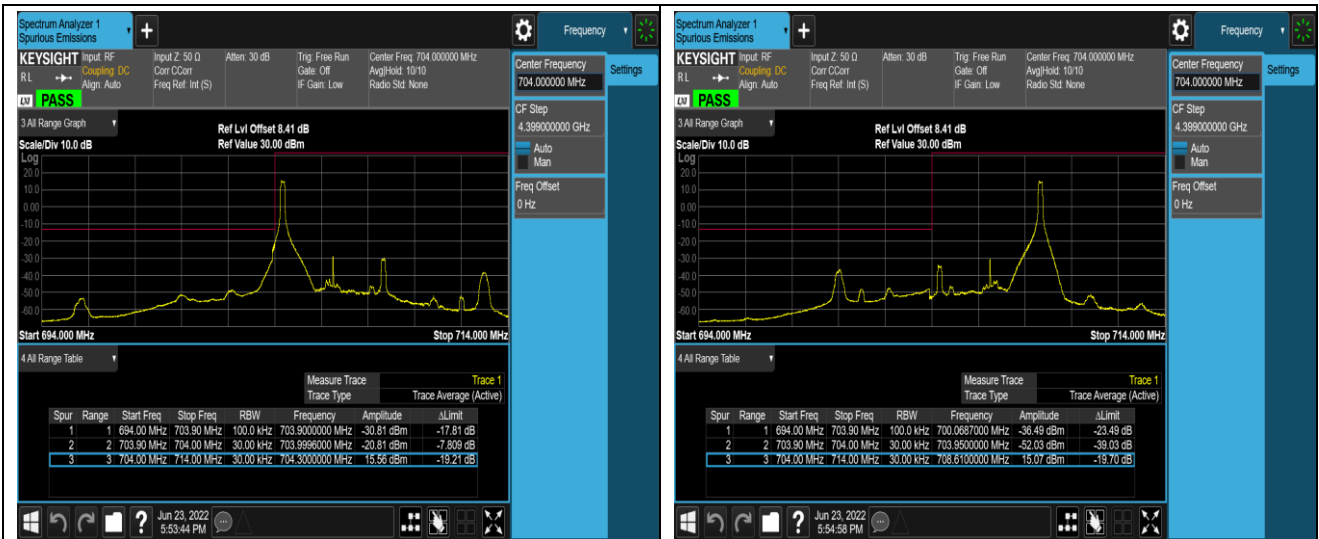 Spectrum Analyzer 1
Spurious Emissions
Frequency
KEYSIGHT Input: RF Input Z: 50 Ω Atten: 30 dB Trig: Free Run Center Freq: 704.000000 MHz
R L Coupling: DC Corr CCorr Gate: Off Avg|Hold: 10/10
Align: Auto Freq Ref: Int (S) IF Gain: Low Radio Std: None
LXI PASS
Center Frequency
704.000000 MHz
Settings
CF Step
4.399000000 GHz
Auto
Man
Freq Offset
0 Hz
3 All Range Graph
Ref Lvl Offset 8.41 dB
Scale/Div 10.0 dB Ref Value 30.00 dBm
Log
20.0
10.0
0.00
-10.0
-20.0
-30.0
-40.0
-50.0
-60.0
Start 694.000 MHz Stop 714.000 MHz
4 All Range Table
Measure Trace Trace 1
Trace Type Trace Average (Active)
Spur Range Start Freq Stop Freq RBW Frequency Amplitude ΔLimit
1 1 694.00 MHz 703.90 MHz 100.0 kHz 703.9000000 MHz -30.81 dBm -17.81 dB
2 2 703.90 MHz 704.00 MHz 30.00 kHz 703.9996000 MHz -20.81 dBm -7.809 dB
3 3 704.00 MHz 714.00 MHz 30.00 kHz 704.3000000 MHz 15.56 dBm -19.21 dB
?
Jun 23, 2022
5:53:44 PM
Spectrum Analyzer 1
Spurious Emissions
Frequency
KEYSIGHT Input: RF Input Z: 50 Ω Atten: 30 dB Trig: Free Run Center Freq: 704.000000 MHz
R L Coupling: DC Corr CCorr Gate: Off Avg|Hold: 10/10
Align: Auto Freq Ref: Int (S) IF Gain: Low Radio Std: None
LXI PASS
Center Frequency
704.000000 MHz
Settings
CF Step
4.399000000 GHz
Auto
Man
Freq Offset
0 Hz
3 All Range Graph
Ref Lvl Offset 8.41 dB
Scale/Div 10.0 dB Ref Value 30.00 dBm
Log
20.0
10.0
0.00
-10.0
-20.0
-30.0
-40.0
-50.0
-60.0
Start 694.000 MHz Stop 714.000 MHz
4 All Range Table
Measure Trace Trace 1
Trace Type Trace Average (Active)
Spur Range Start Freq Stop Freq RBW Frequency Amplitude ΔLimit
1 1 694.00 MHz 703.90 MHz 100.0 kHz 700.0687000 MHz -36.49 dBm -23.49 dB
2 2 703.90 MHz 704.00 MHz 30.00 kHz 703.9500000 MHz -52.03 dBm -39.03 dB
3 3 704.00 MHz 714.00 MHz 30.00 kHz 708.6100000 MHz 15.07 dBm -19.70 dB
?
Jun 23, 2022
5:54:58 PM